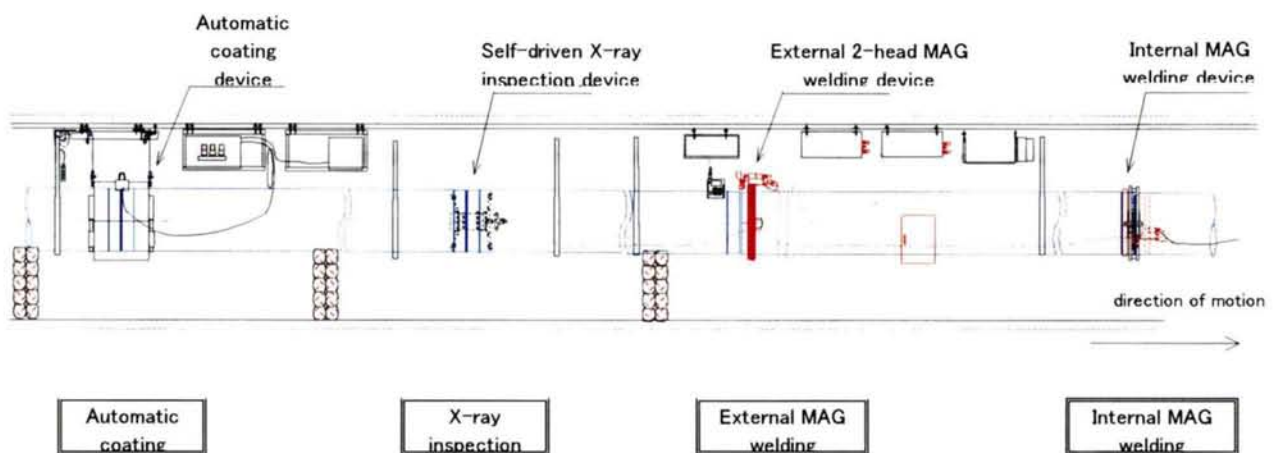 Automatic
coating
device
Self-driven X-ray
inspection device
External 2-head MAG
welding device
Internal MAG
welding device
direction of motion
Automatic
coating
X-ray
inspection
External MAG
welding
Internal MAG
welding